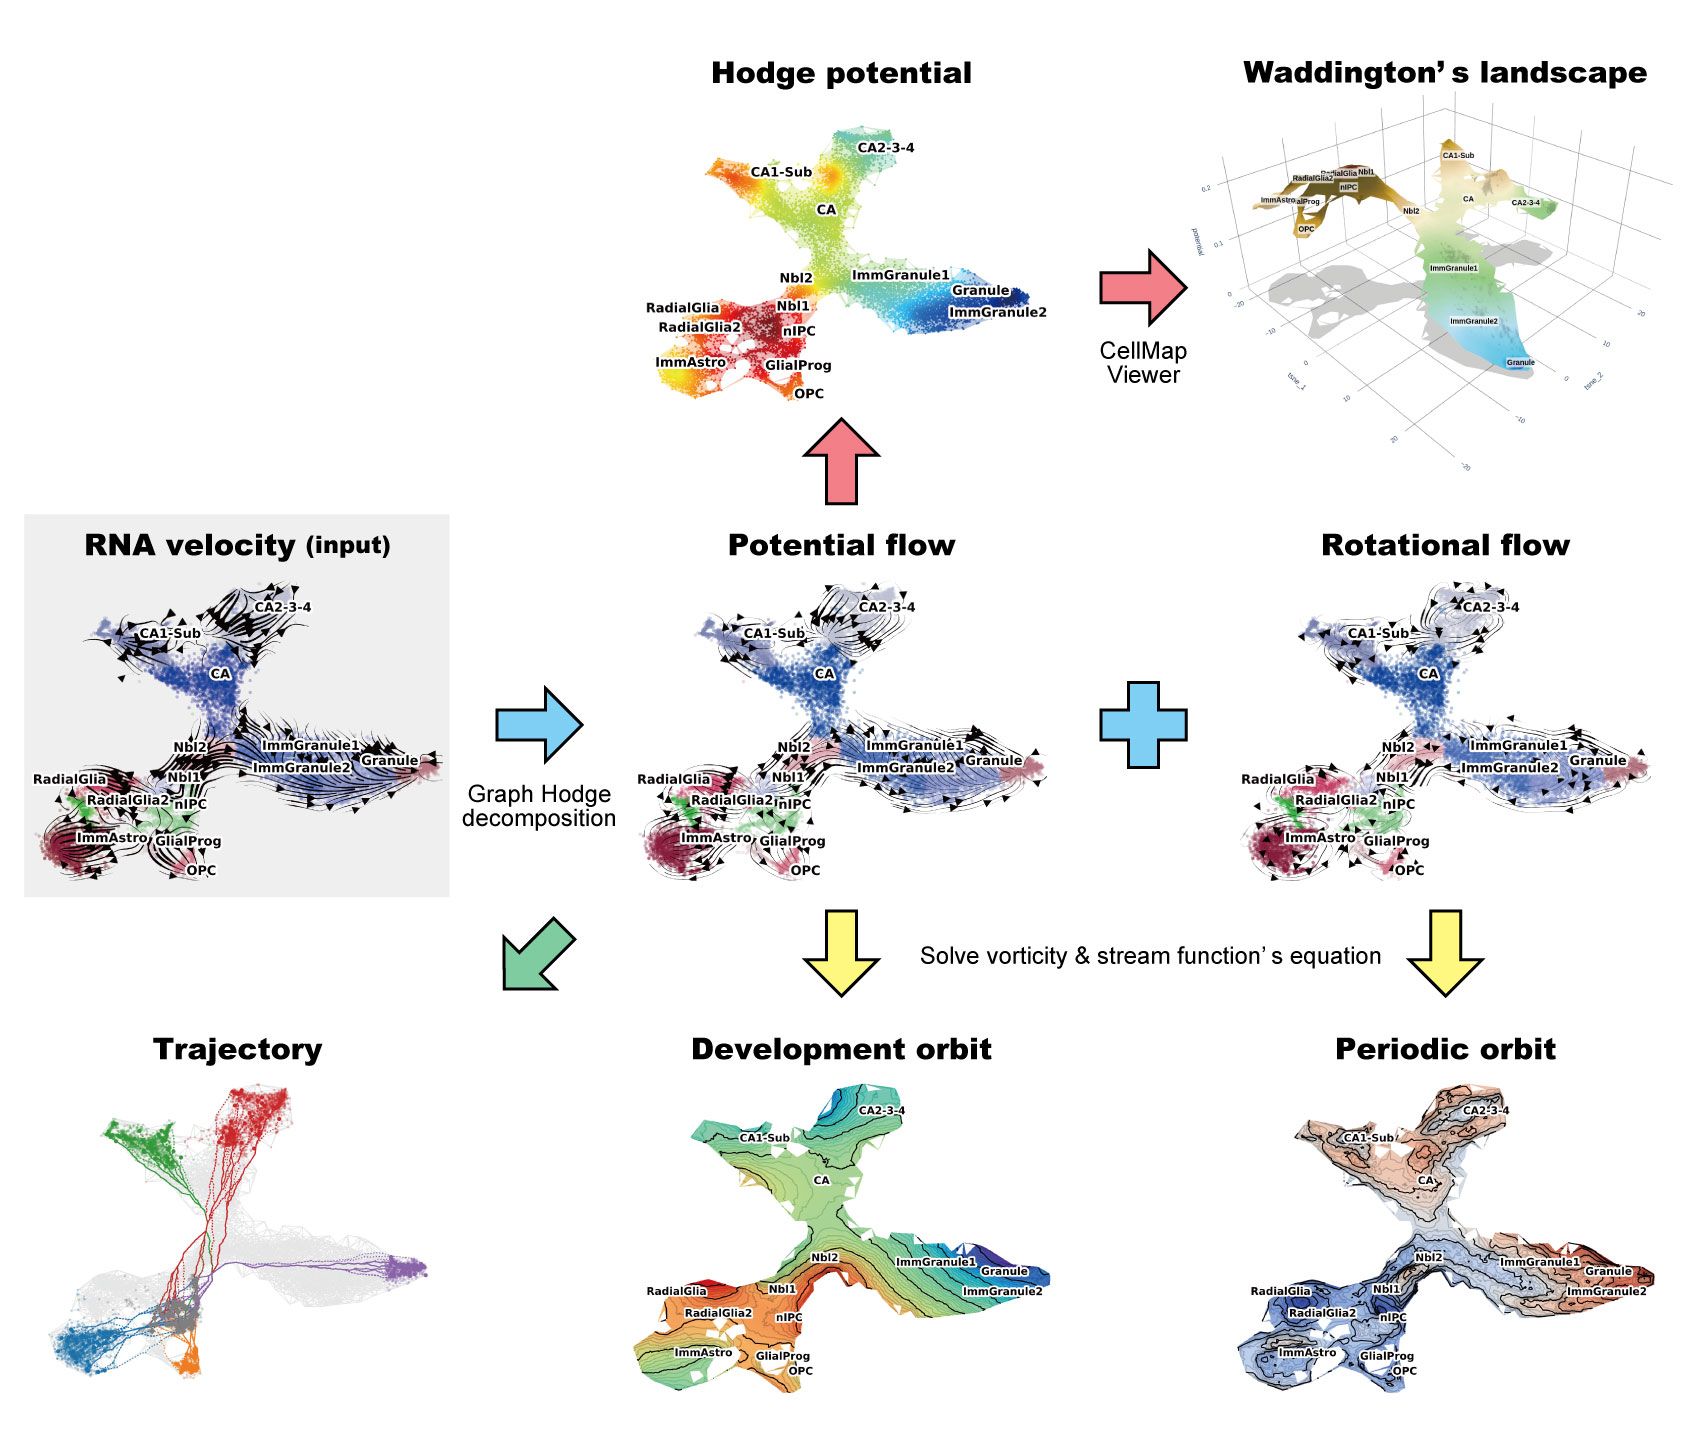 Hodge potential
CA2-3-4
CA1-Sub
CA
Nbl2
ImmGranule1
Granule
ImmGranule2
RadialGlia
Nbl1
RadialGlia2
nIPC
ImmAstro
GlialProg
OPC
CellMap
Viewer
Waddington’s landscape
CA1-Sub
RadialGlia2
Nbl1
nIPC
ImmAstro
OPC
Nbl2
CA
CA2-3-4
ImmGranule1
ImmGranule2
Granule
potential
0.2
0.1
0
−20
−10
0
10
20
tsne_1
20
10
0
−10
−20
tsne_2
RNA velocity (input)
CA2-3-4
CA1-Sub
CA
Nbl2
ImmGranule1
ImmGranule2
Granule
RadialGlia
Nbl1
RadialGlia2
nIPC
ImmAstro
GlialProg
OPC
Graph Hodge
decomposition
Potential flow
CA2-3-4
CA1-Sub
CA
Nbl2
ImmGranule1
ImmGranule2
Granule
RadialGlia
Nbl1
RadialGlia2
nIPC
ImmAstro
GlialProg
OPC
Rotational flow
CA2-3-4
CA1-Sub
CA
Nbl2
ImmGranule1
ImmGranule2
Granule
RadialGlia
Nbl1
RadialGlia2
nIPC
ImmAstro
GlialProg
OPC
Solve vorticity & stream function’s equation
Trajectory
Development orbit
CA2-3-4
CA1-Sub
CA
Nbl2
ImmGranule1
Granule
ImmGranule2
RadialGlia
Nbl1
RadialGlia2
nIPC
ImmAstro
GlialProg
OPC
Periodic orbit
CA2-3-4
CA1-Sub
CA
Nbl2
ImmGranule1
Granule
ImmGranule2
RadialGlia
Nbl1
RadialGlia2
nIPC
ImmAstro
GlialProg
OPC